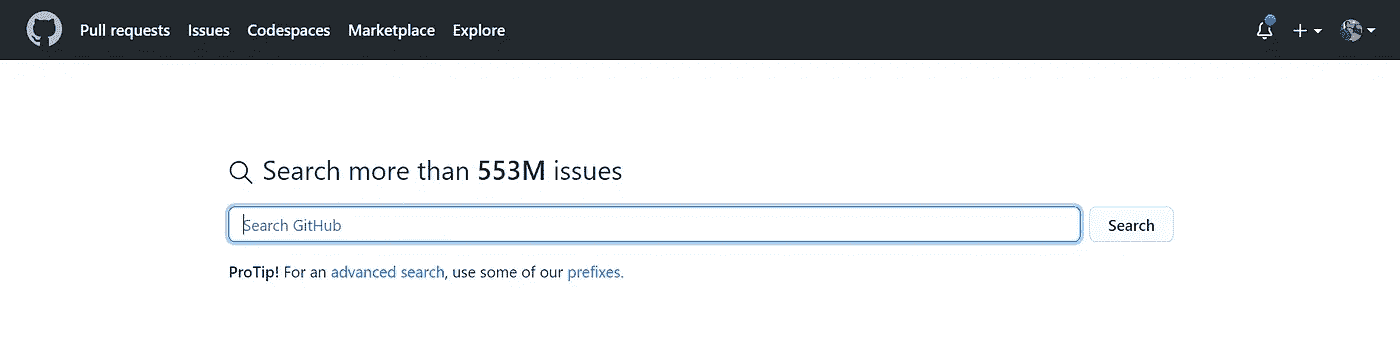 Pull requests Issues Codespaces Marketplace Explore
Search more than 553M issues
Search GitHub Search
ProTip! For an advanced search, use some of our prefixes.